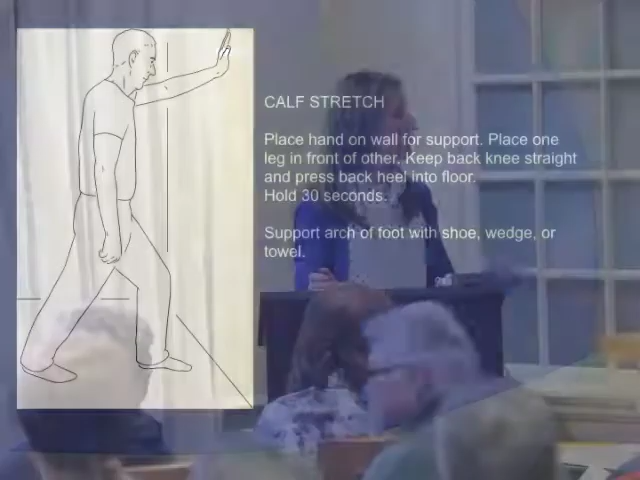 CALF STRETCH
Place hand on wall for support. Place one
leg in front of other. Keep back knee straight
and press back heel into floor.
Hold 30 seconds.
Support arch of foot with shoe, wedge, or
towel.